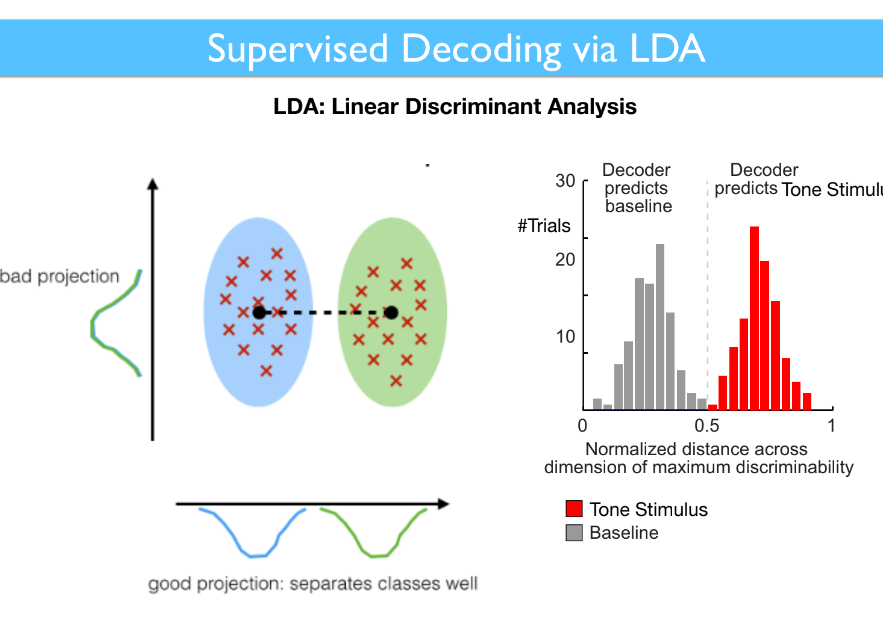 Supervised Decoding via LDA
LDA: Linear Discriminant Analysis
bad projection
good projection: separates classes well
Decoder
predicts
baseline
Decoder
predicts Tone Stimulu
#Trials
30
20
10
0
0.5
1
Normalized distance across
dimension of maximum discriminability
Tone Stimulus
Baseline